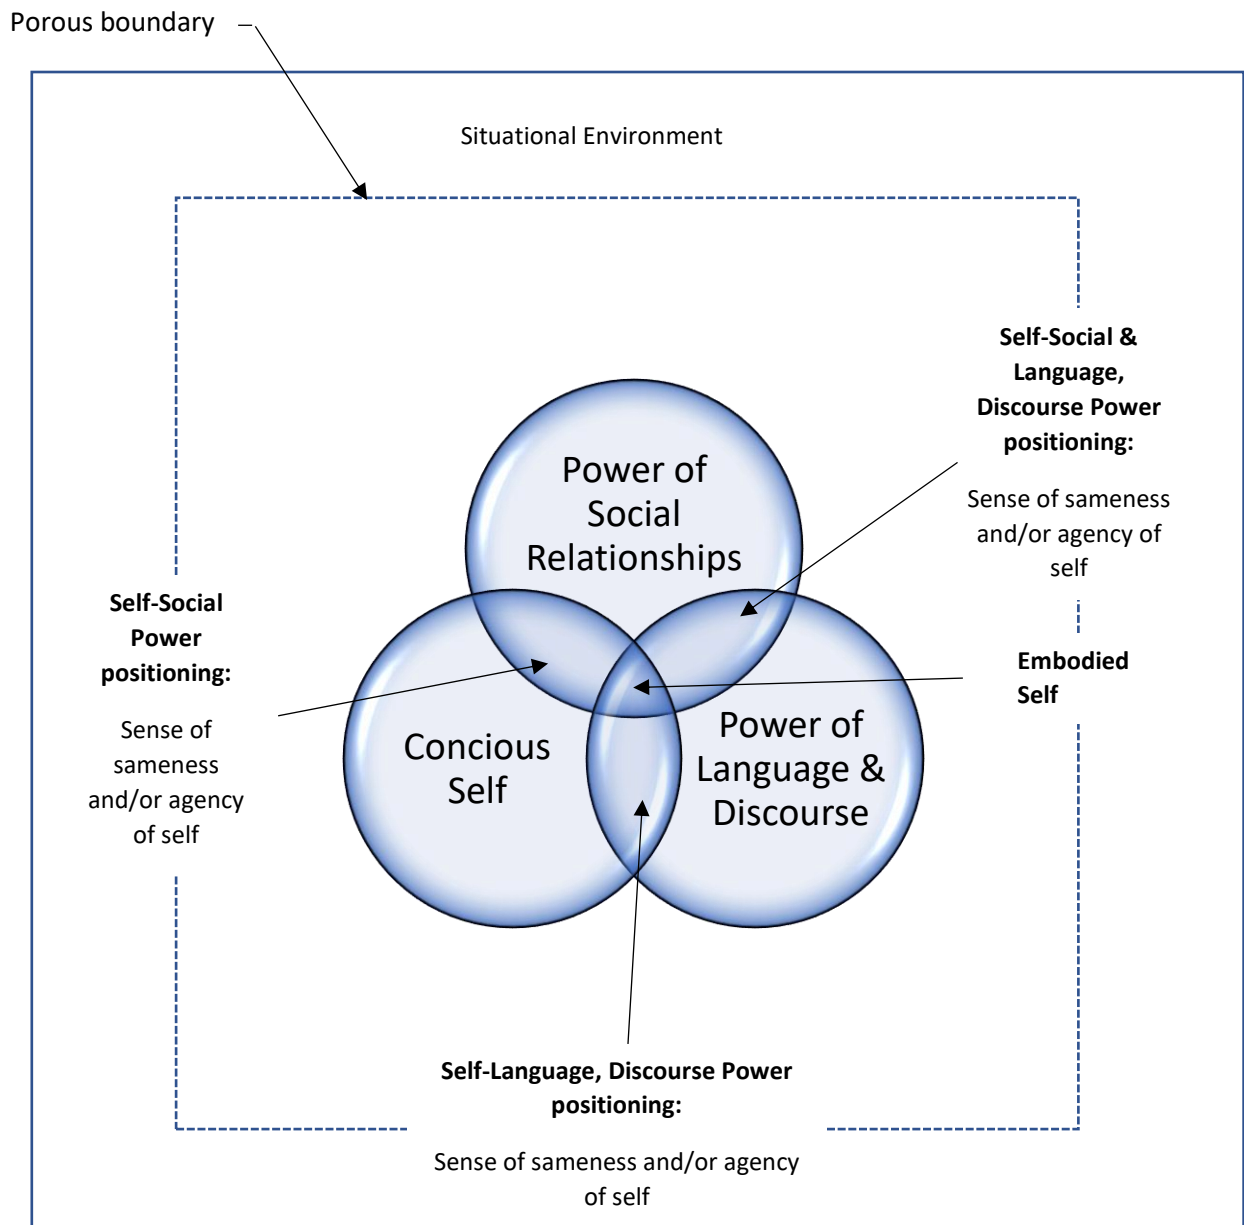 Porous boundary
Situational Environment
Self-Social &
Language,
Discourse Power
positioning:
Sense of sameness
and/or agency of
self
Power of
Social
Relationships
Self-Social
Power
positioning:
Sense of
sameness
and/or agency
of self
Embodied
Self
Concious
Self
Power of
Language &
Discourse
Self-Language, Discourse Power
positioning:
Sense of sameness and/or agency
of self